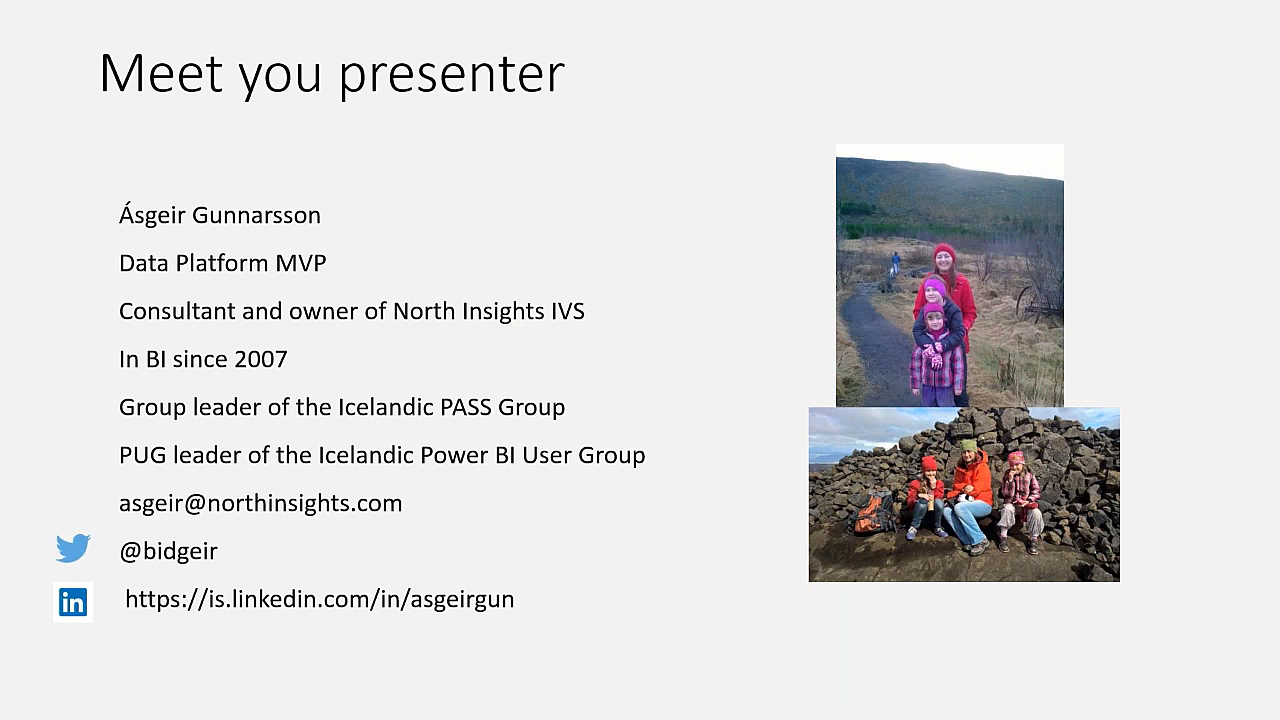 Meet you presenter
Ásgeir Gunnarsson
Data Platform MVP
Consultant and owner of North Insights IVS
In BI since 2007
Group leader of the Icelandic PASS Group
PUG leader of the Icelandic Power BI User Group
asgeir@northinsights.com
@bidgeir
in https://is.linkedin.com/in/asgeirgun